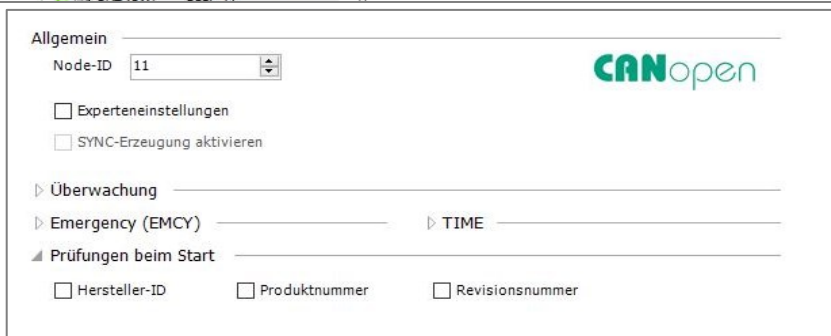 Allgemein
Node-ID 11
CANopen
Experteneinstellungen
SYNC-Erzeugung aktivieren
Überwachung
Emergency (EMCY) TIME
Prüfungen beim Start
Hersteller-ID Produktnummer Revisionsnummer